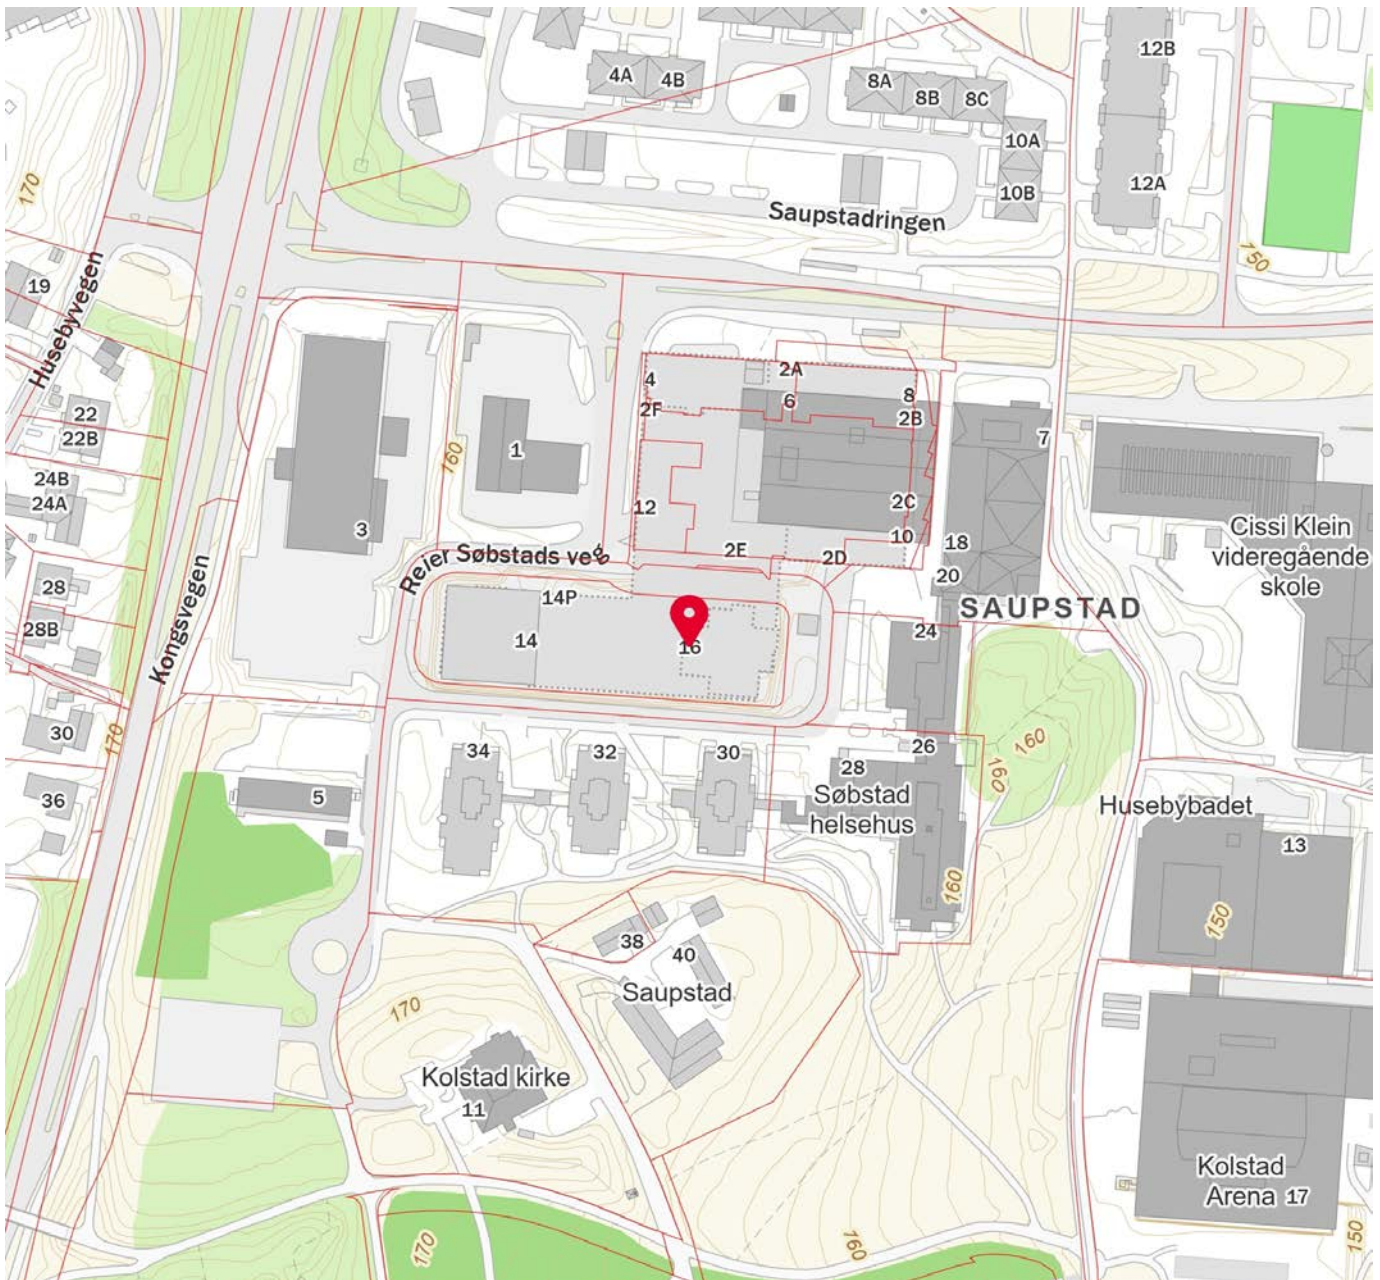 12B
4A
4B
8A
8B
8C
10A
10B
12A
170
Saupstadringen
150
19
Husebyvegen
2A
4
6
8
2F
2B
22
22B
7
1
160
24B
24A
12
2C
3
10
Cissi Klein
videregående
skole
18
2E
2D
Reier Søbstads veg
20
28
14P
SAUPSTAD
28B
Kongsvegen
14
16
24
30
170
34
32
30
26
160
160
28
36
5
Søbstad
helsehus
Husebybadet
13
160
150
38
40
Saupstad
170
Kolstad kirke
11
Kolstad
Arena 17
170
160
150